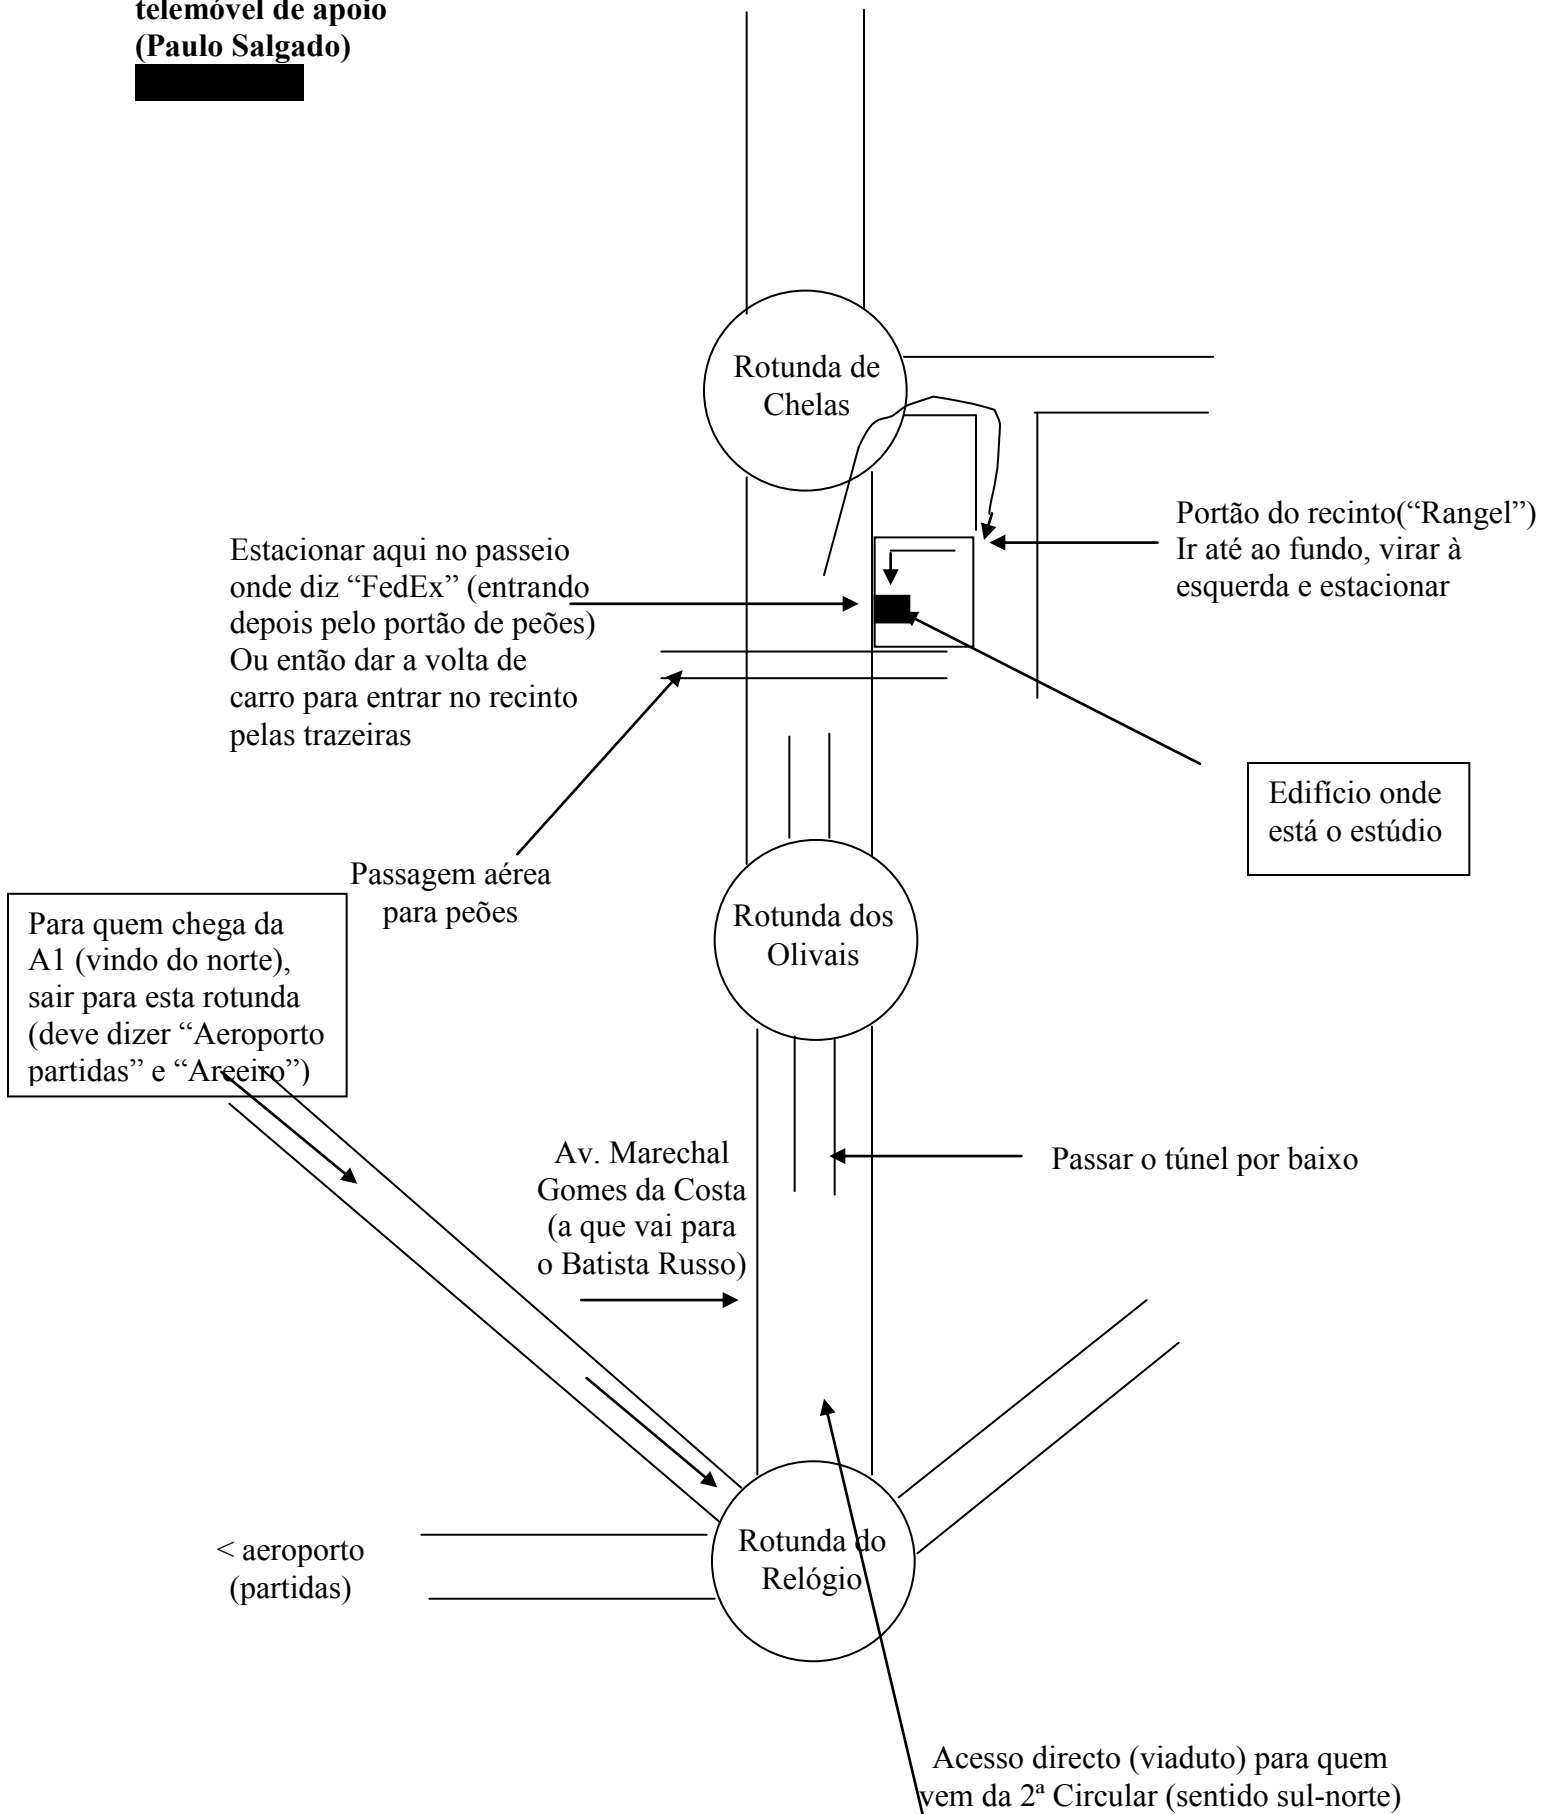 telemóvel de apoio
(Paulo Salgado)
Rotunda de
Chelas
Portão do recinto(“Rangel”)
Ir até ao fundo, virar à
esquerda e estacionar
Estacionar aqui no passeio
onde diz “FedEx” (entrando
depois pelo portão de peões)
Ou então dar a volta de
carro para entrar no recinto
pelas trazeiras
Edifício onde
está o estúdio
Passagem aérea
para peões
Rotunda dos
Olivais
Para quem chega da
A1 (vindo do norte),
sair para esta rotunda
(deve dizer “Aeroporto
partidas” e “Areeiro”)
Av. Marechal
Gomes da Costa
(a que vai para
o Batista Russo)
Passar o túnel por baixo
< aeroporto
(partidas)
Rotunda do
Relógio
Acesso directo (viaduto) para quem
vem da 2ª Circular (sentido sul-norte)